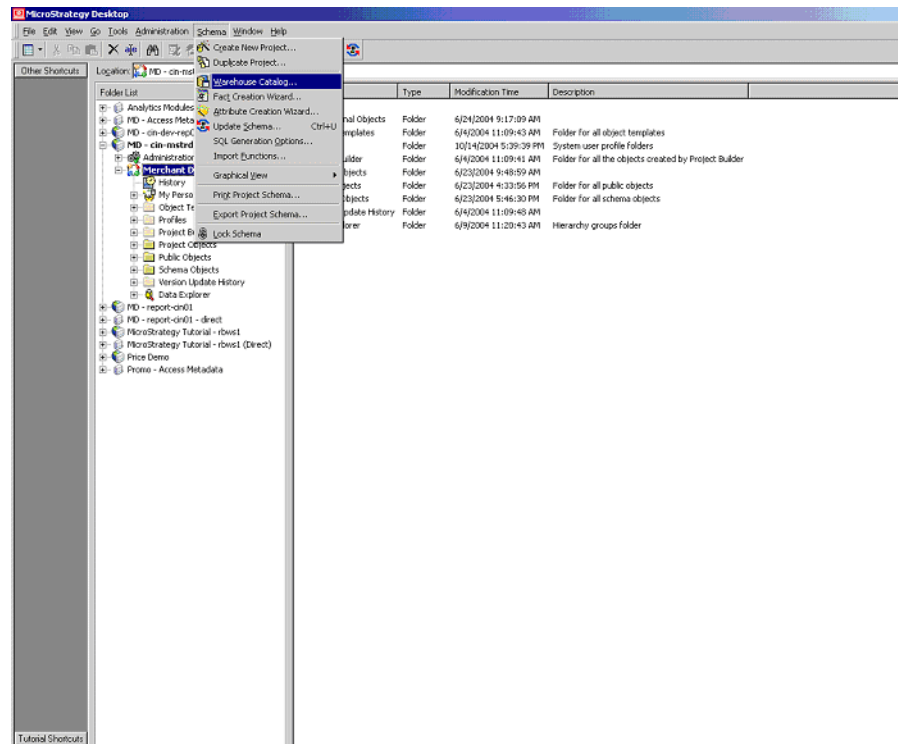 MicroStrategy Desktop
File Edit View Go Tools Administration Schema Window Help
Other Shortcuts
Location: MD - cin-mst
Folder List
Analytics Modules
MD - Access Meta
MD - cin-dev-rep
MD - cin-mstrd
Administration
Merchant D
History
My Perso
Object Te
Profiles
Project B
Project Objects
Public Objects
Schema Objects
Version Update History
Data Explorer
MD - report-cin01
MD - report-cin01 - direct
MicroStrategy Tutorial - rbws1
MicroStrategy Tutorial - rbws1 (Direct)
Price Demo
Promo - Access Metadata
Create New Project...
Duplicate Project...
Warehouse Catalog...
Fact Creation Wizard...
Attribute Creation Wizard...
Update Schema... Ctrl+U
SQL Generation Options...
Import Functions...
Graphical View
Print Project Schema...
Export Project Schema...
Lock Schema
Type Modification Time Description
nal Objects Folder 6/24/2004 9:17:09 AM
mplates Folder 6/4/2004 11:09:43 AM Folder for all object templates
Folder 10/14/2004 5:39:39 PM System user profile folders
uilder Folder 6/4/2004 11:09:41 AM Folder for all the objects created by Project Builder
bjects Folder 6/23/2004 9:48:59 AM
jects Folder 6/23/2004 4:33:56 PM Folder for all public objects
bjects Folder 6/23/2004 5:46:30 PM Folder for all schema objects
pdate History Folder 6/4/2004 11:09:48 AM
orer Folder 6/9/2004 11:20:43 AM Hierarchy groups folder
Tutorial Shortcuts